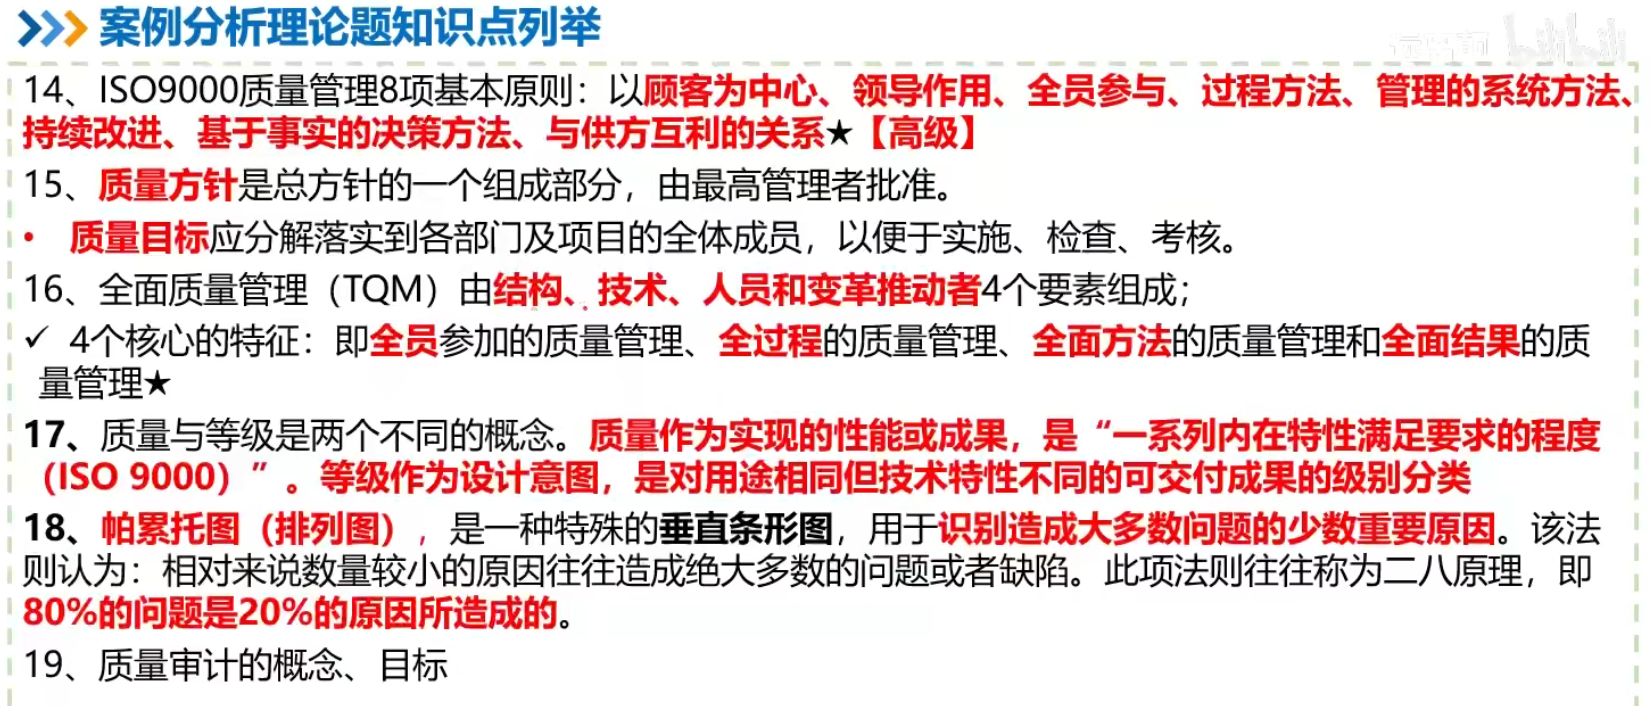 案例分析理论题知识点列举
bilibili
14、ISO9000质量管理8项基本原则：以顾客为中心、领导作用、全员参与、过程方法、管理的系统方法、
持续改进、基于事实的决策方法、与供方互利的关系★【高级】
15、质量方针是总方针的一个组成部分，由最高管理者批准。
• 质量目标应分解落实到各部门及项目的全体成员，以便于实施、检查、考核。
16、全面质量管理（TQM）由结构、技术、人员和变革推动者4个要素组成；
✓ 4个核心的特征：即全员参加的质量管理、全过程的质量管理、全面方法的质量管理和全面结果的质
量管理★
17、质量与等级是两个不同的概念。质量作为实现的性能或成果，是“一系列内在特性满足要求的程度
（ISO 9000）”。等级作为设计意图，是对用途相同但技术特性不同的可交付成果的级别分类
18、帕累托图（排列图），是一种特殊的垂直条形图，用于识别造成大多数问题的少数重要原因。该法
则认为：相对来说数量较小的原因往往造成绝大多数的问题或者缺陷。此项法则往往称为二八原理，即
80%的问题是20%的原因所造成的。
19、质量审计的概念、目标